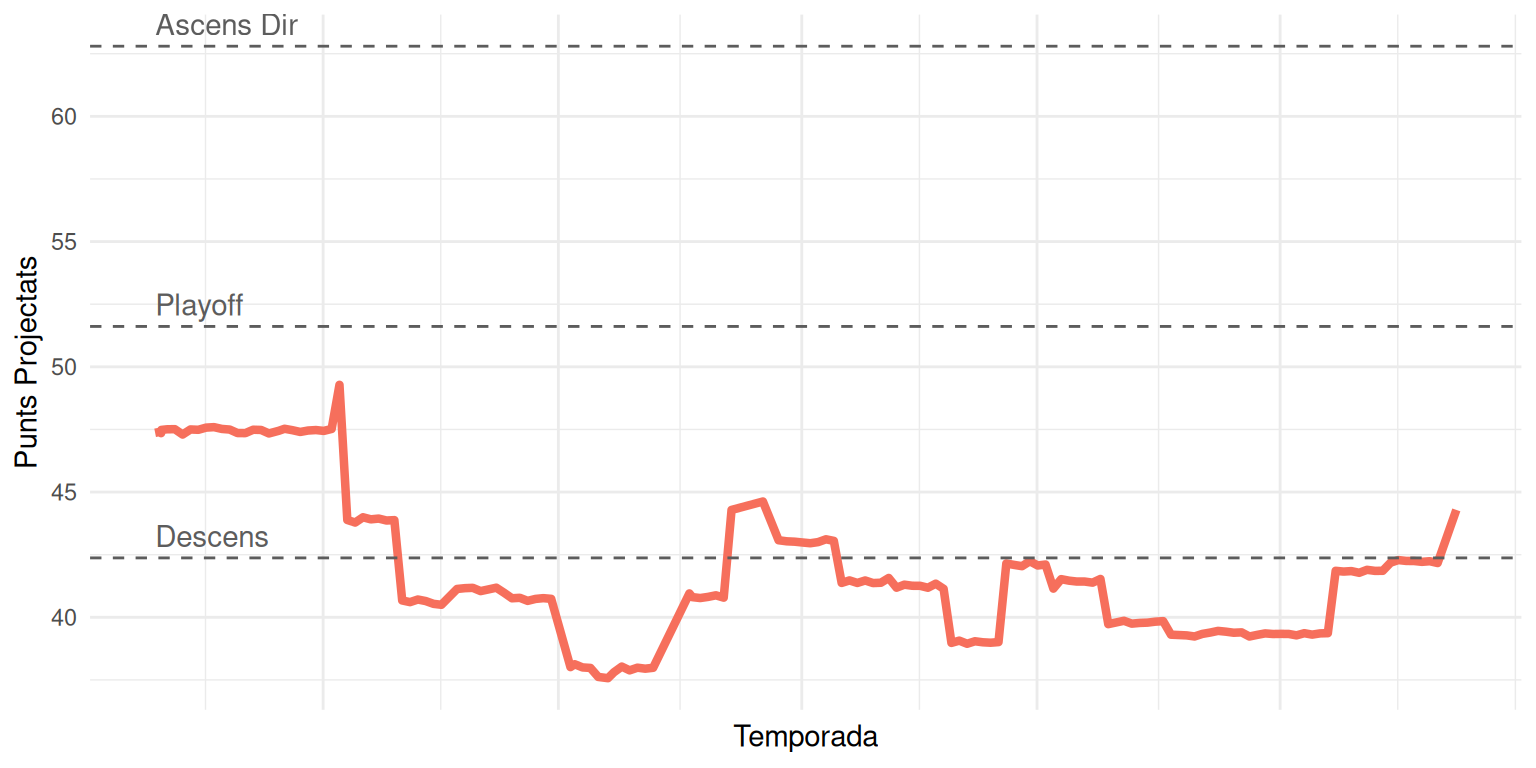 Ascens Dir
60
55
Playoff
50
45
Descens
40
Punts Projectats
Temporada